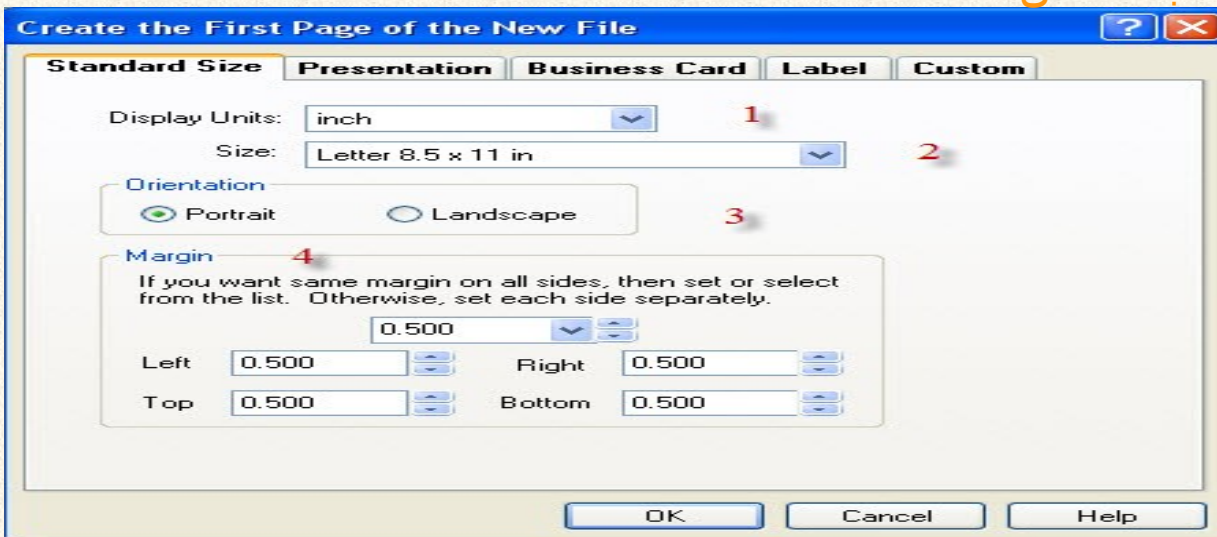 Create the First Page of the New File
Standard Size Presentation Business Card Label Custom
Display Units: inch 1
Size: Letter 8.5 x 11 in 2
Orientation
Portrait Landscape 3
Margin 4
If you want same margin on all sides, then set or select
from the list. Otherwise, set each side separately.
0.500
Left 0.500 Right 0.500
Top 0.500 Bottom 0.500
OK Cancel Help